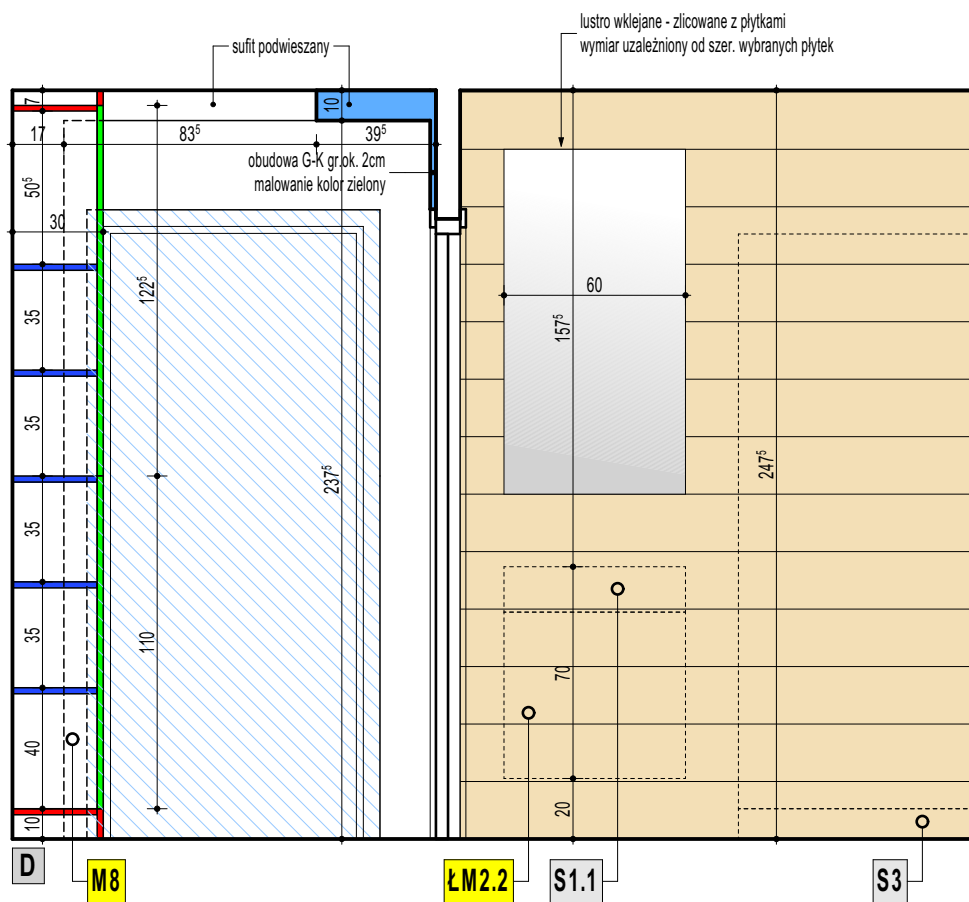 lustro wklejane - zlicowane z płytkami
wymiar uzależniony od szer. wybranych płytek
sufit podwieszany
7
10
17
83⁵
39⁵
obudowa G-K gr.ok. 2cm
malowanie kolor zielony
50⁵
30
122⁵
60
157⁵
35
35
237⁵
247⁵
35
35
110
70
40
20
10
D
M8
ŁM2.2
S1.1
S3